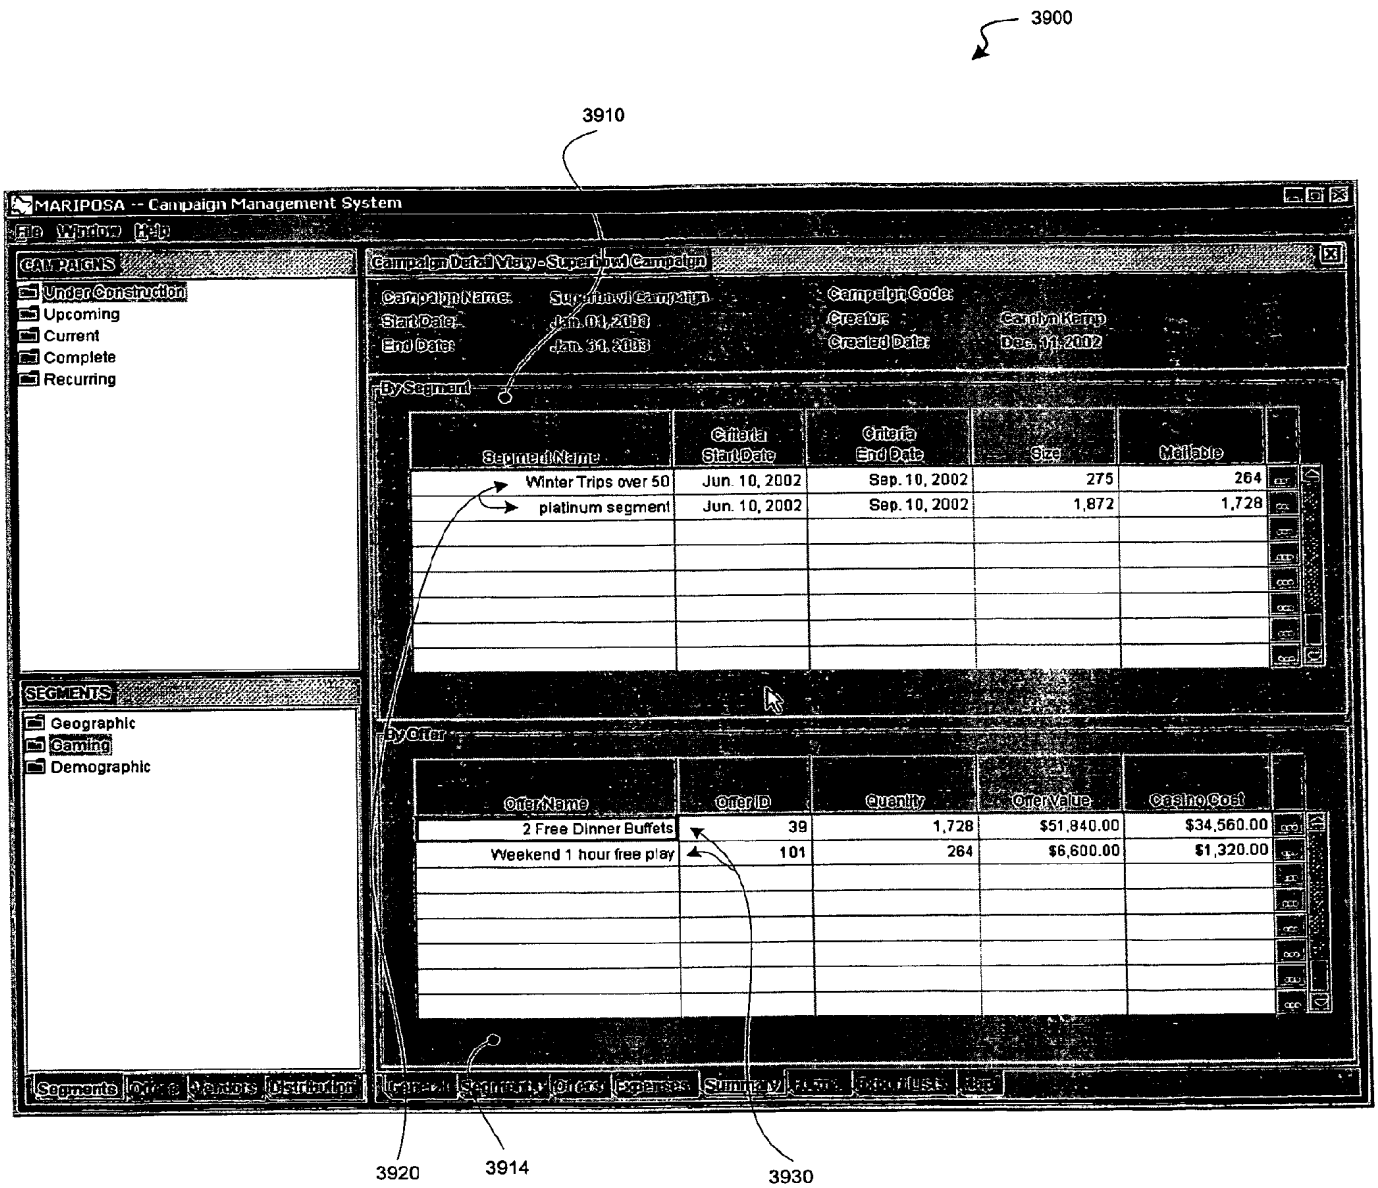 3900
3910
MARIPOSA -- Campaign Management System
File Window Help
CAMPAIGNS
Under Construction
Upcoming
Current
Complete
Recurring
Campaign Detail View - Superbowl Campaign
Campaign Name: Superbowl Campaign Campaign Code:
Start Date: Jan. 01, 2003 Creator: Carolyn Kemp
End Date: Jan. 31, 2003 Created Date: Dec. 11, 2002
By Segment
Segment Name Criteria Start Date Criteria End Date Size Mailable
Winter Trips over 50 Jun. 10, 2002 Sep. 10, 2002 275 264
platinum segment Jun. 10, 2002 Sep. 10, 2002 1,872 1,728
SEGMENTS
Geographic
Gaming
Demographic
By Offer
Offer Name Offer ID Quantity Offer Value Casino Cost
2 Free Dinner Buffets 39 1,728 $51,840.00 $34,560.00
Weekend 1 hour free play 101 264 $6,600.00 $1,320.00
Segments Offers Vendors Distribution
General Segments Offers Expenses Summary Forms Export Lists
3920
3914
3930